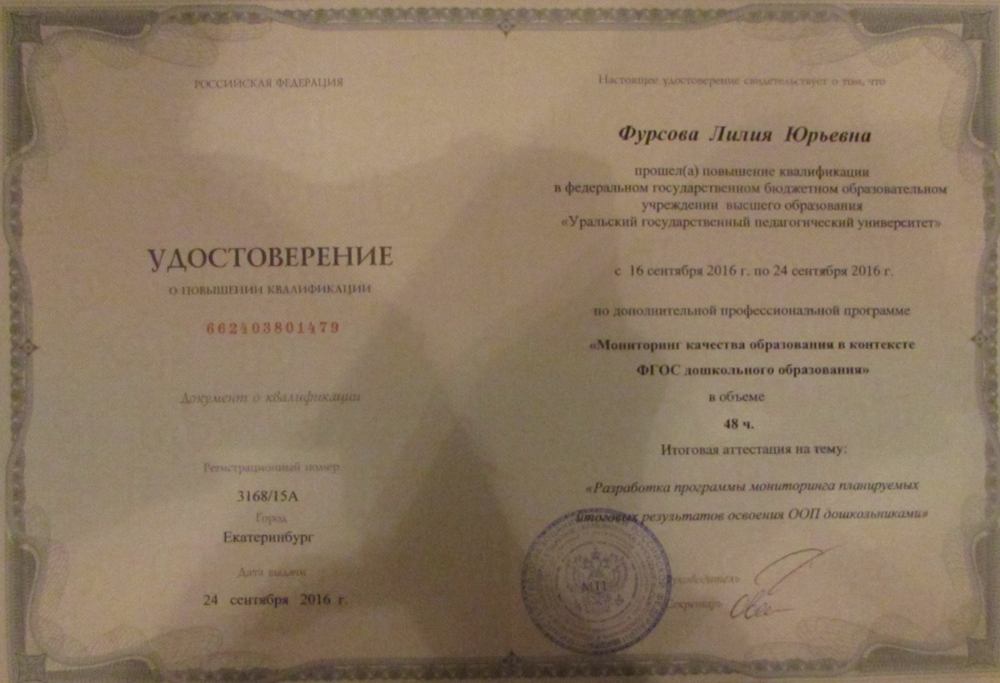 РОССИЙСКАЯ ФЕДЕРАЦИЯ
УДОСТОВЕРЕНИЕ
О ПОВЫШЕНИИ КВАЛИФИКАЦИИ
662403801479
Документ о квалификации
Регистрационный номер
3168/15А
Город
Екатеринбург
Дата выдачи
24 сентября 2016 г.
Настоящее удостоверение свидетельствует о том, что
Фурсова Лилия Юрьевна
прошел(а) повышение квалификации
в федеральном государственном бюджетном образовательном
учреждении высшего образования
«Уральский государственный педагогический университет»
с 16 сентября 2016 г. по 24 сентября 2016 г.
по дополнительной профессиональной программе
«Мониторинг качества образования в контексте
ФГОС дошкольного образования»
в объеме
48 ч.
Итоговая аттестация на тему:
«Разработка программы мониторинга планируемых
итоговых результатов освоения ООП дошкольниками»
Руководитель
М.П.
Секретарь